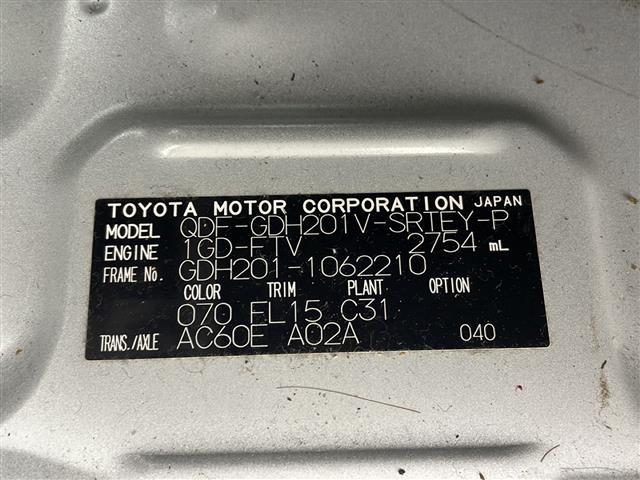 TOYOTA MOTOR CORPORATION JAPAN
MODEL QDF-GDH201V-SRTEY-P
ENGINE 1GD-FTV 2754 mL
FRAME No. GDH201-1062210
COLOR TRIM PLANT OPTION
070 FL15 C31
TRANS./AXLE AC60E A02A 040